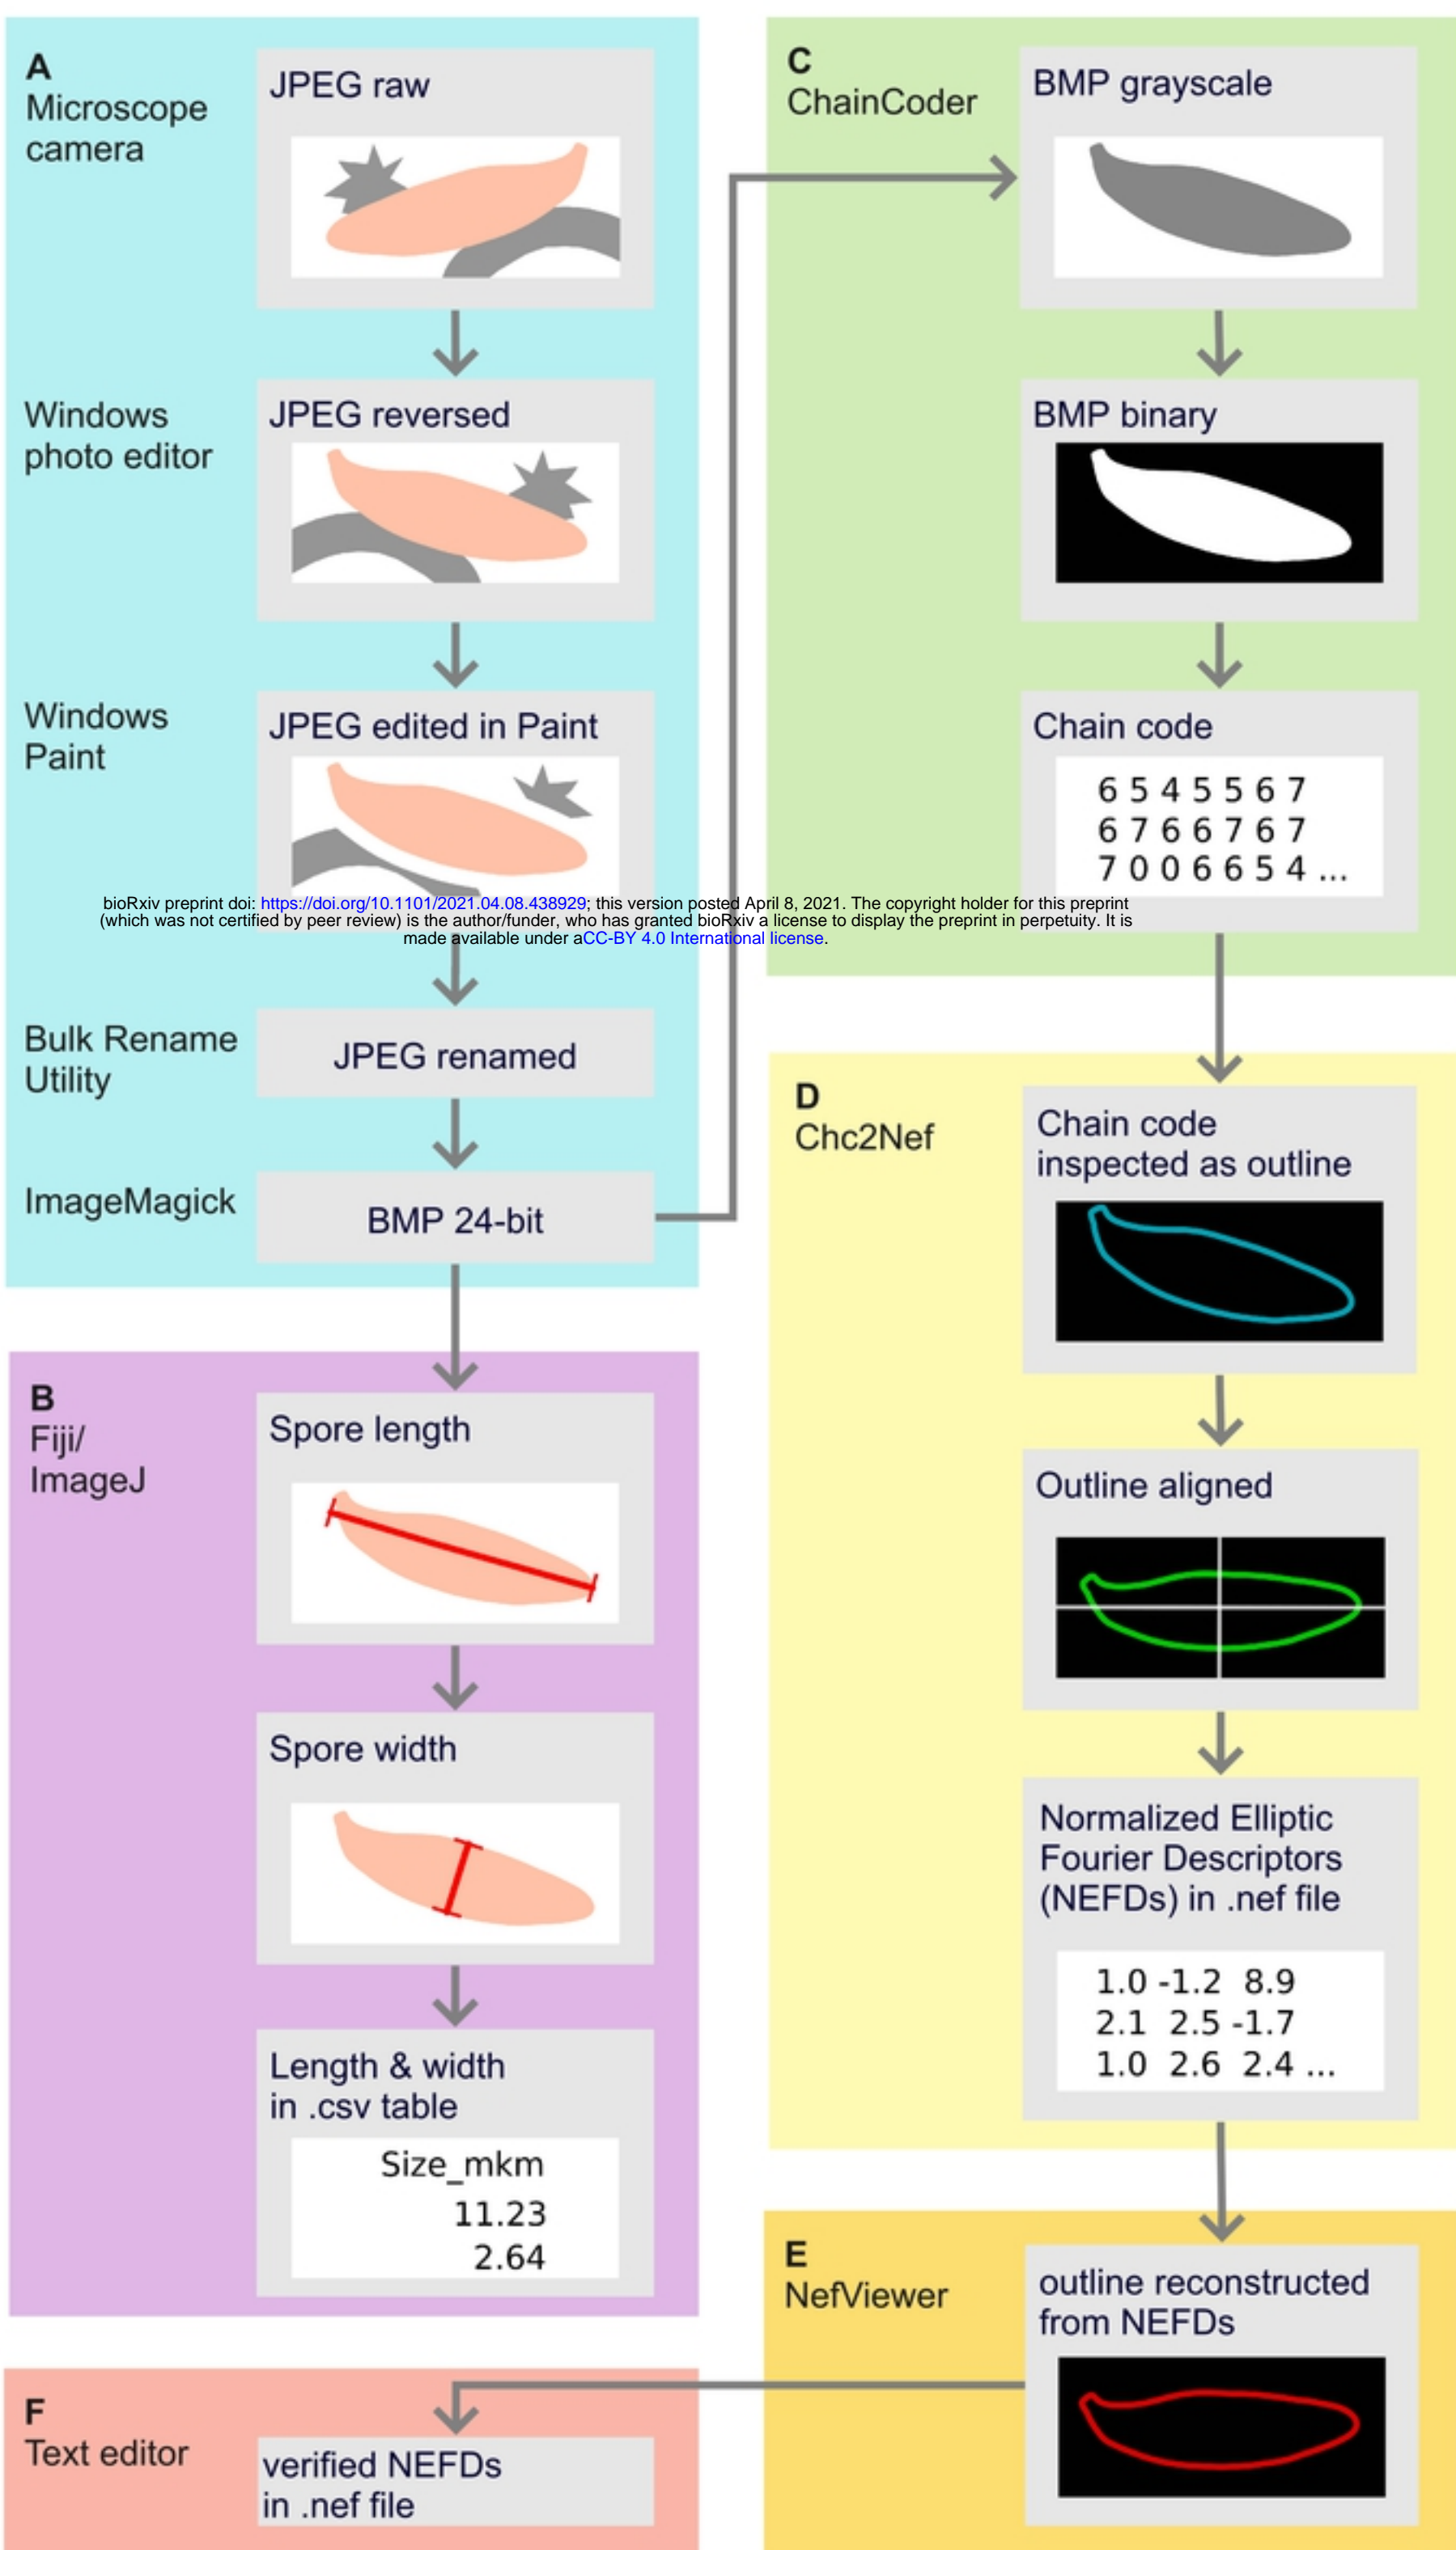 A
Microscope
camera
JPEG raw
Windows
photo editor
JPEG reversed
Windows
Paint
JPEG edited in Paint
bioRxiv preprint doi: https://doi.org/10.1101/2021.04.08.438929; this version posted April 8, 2021. The copyright holder for this preprint
(which was not certified by peer review) is the author/funder, who has granted bioRxiv a license to display the preprint in perpetuity. It is
made available under aCC-BY 4.0 International license.
Bulk Rename
Utility
JPEG renamed
ImageMagick
BMP 24-bit
B
Fiji/
ImageJ
Spore length
Spore width
Length & width
in .csv table
Size_mkm
11.23
2.64
C
ChainCoder
BMP grayscale
BMP binary
Chain code
6 5 4 5 5 6 7
6 7 6 6 7 6 7
7 0 0 6 6 5 4 ...
D
Chc2Nef
Chain code
inspected as outline
Outline aligned
Normalized Elliptic
Fourier Descriptors
(NEFDs) in .nef file
1.0 -1.2 8.9
2.1 2.5 -1.7
1.0 2.6 2.4 ...
E
NefViewer
outline reconstructed
from NEFDs
F
Text editor
verified NEFDs
in .nef file